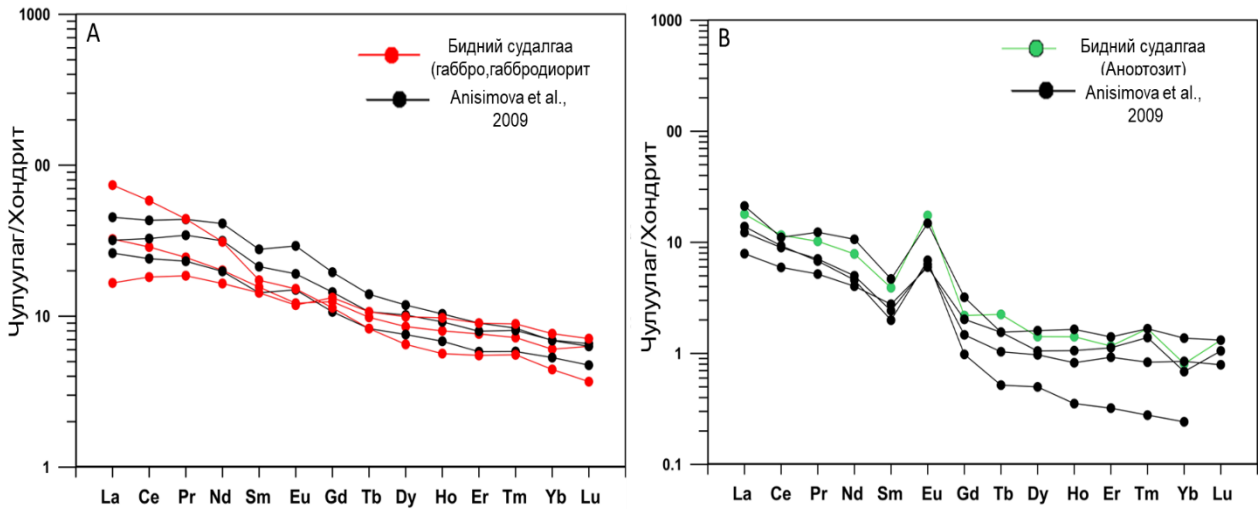 A
1000
00
10
1
Чулуулаг/Хондрит
Бидний судалгаа
(габбро,габбродиорит
Anisimova et al.,
2009
La Ce Pr Nd Sm Eu Gd Tb Dy Ho Er Tm Yb Lu
B
1000
00
10
1
0.1
Чулуулаг/Хондрит
Бидний судалгаа
(Анортозит)
Anisimova et al.,
2009
La Ce Pr Nd Sm Eu Gd Tb Dy Ho Er Tm Yb Lu